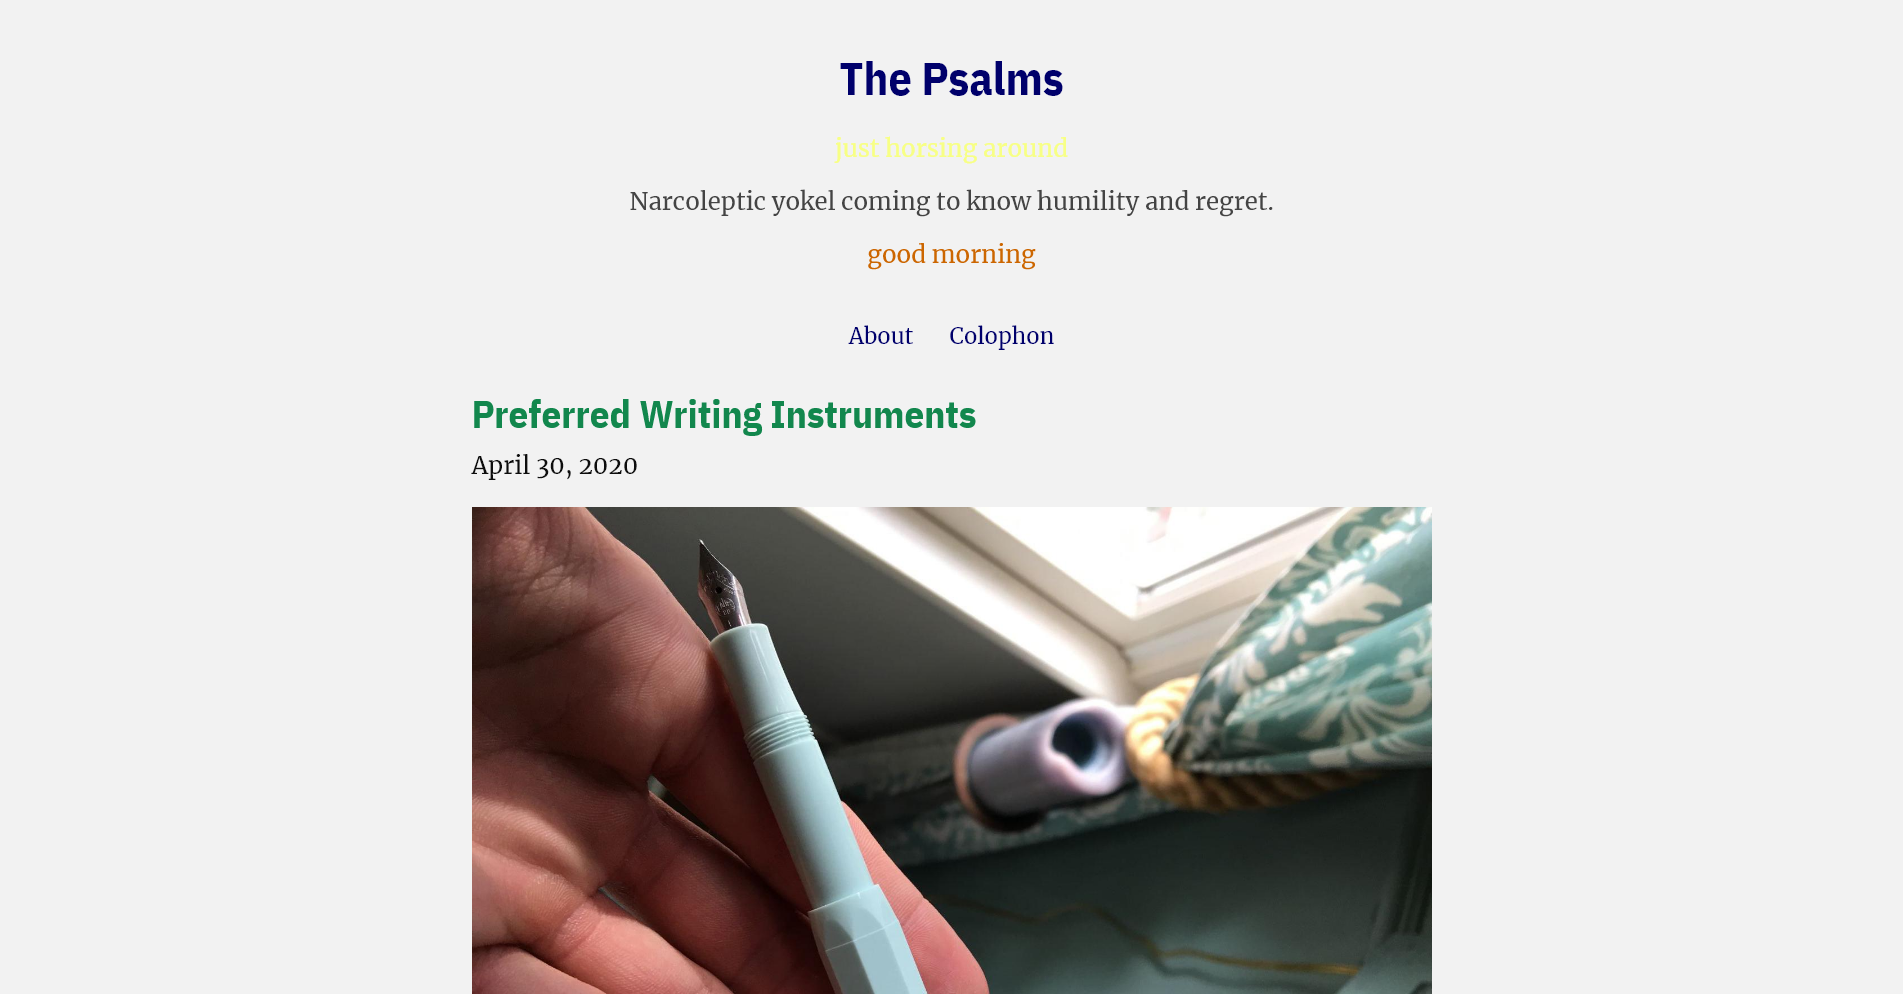 The Psalms
just horsing around
Narcoleptic yokel coming to know humility and regret.
good morning
About Colophon
Preferred Writing Instruments
April 30, 2020